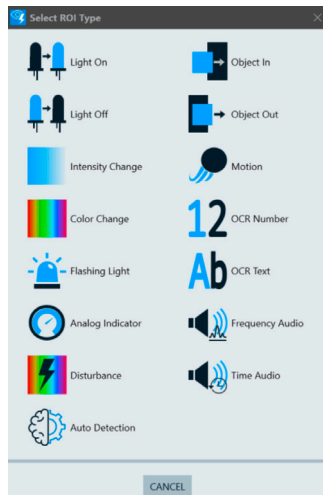 Select ROI Type
Light On
Object In
Light Off
Object Out
Intensity Change
Motion
Color Change
12
OCR Number
Flashing Light
Ab
OCR Text
Analog Indicator
Frequency Audio
Disturbance
Time Audio
Auto Detection
CANCEL